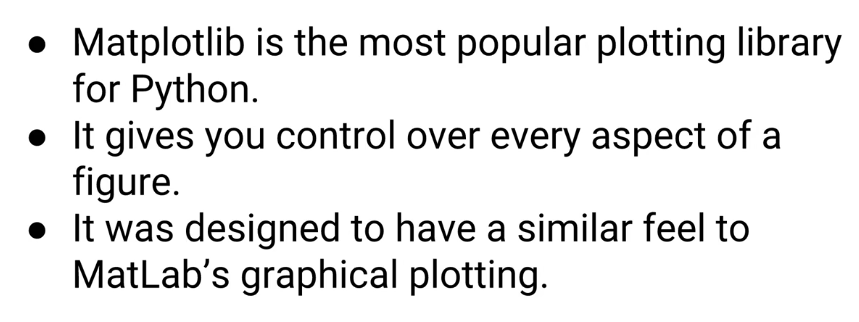 ● Matplotlib is the most popular plotting library
for Python.
● It gives you control over every aspect of a
figure.
● It was designed to have a similar feel to
MatLab’s graphical plotting.